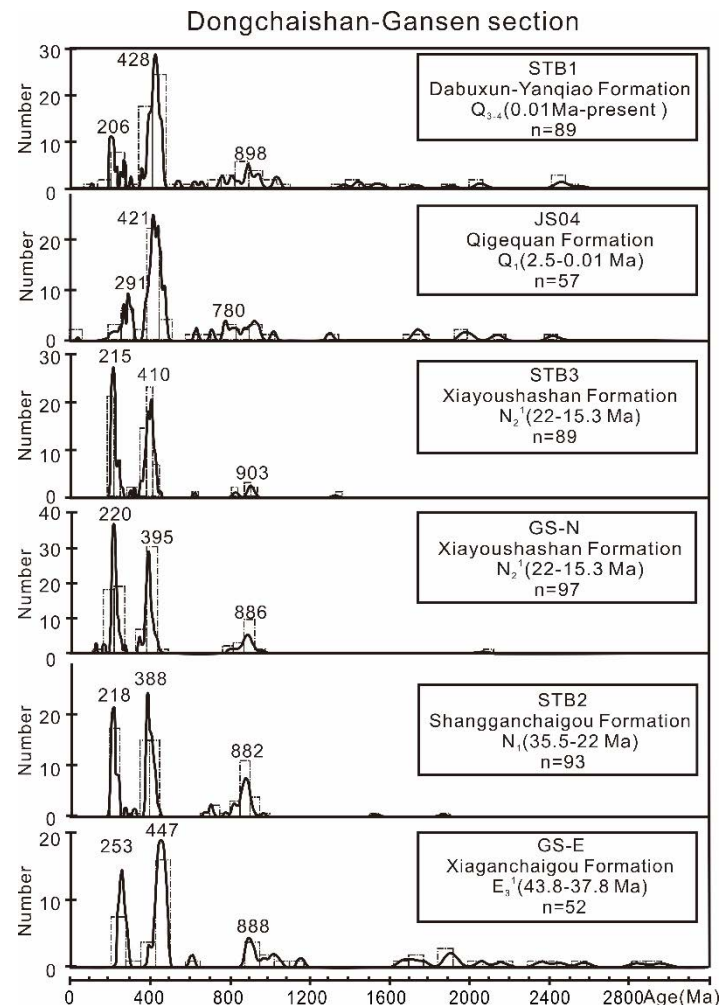 Dongchaishan-Gansen section
30
20
10
0
Number
206
428
898
STB1
Dabuxun-Yanqiao Formation
Q₃₋₄(0.01Ma-present )
n=89
20
10
0
Number
291
421
780
JS04
Qigequan Formation
Q₁(2.5-0.01 Ma)
n=57
30
20
10
0
Number
215
410
903
STB3
Xiayoushashan Formation
N₂¹(22-15.3 Ma)
n=89
40
30
20
10
0
Number
220
395
886
GS-N
Xiayoushashan Formation
N₂¹(22-15.3 Ma)
n=97
20
10
0
Number
218
388
882
STB2
Shangganchaigou Formation
N₁(35.5-22 Ma)
n=93
20
10
0
Number
253
447
888
GS-E
Xiaganchaigou Formation
E₃¹(43.8-37.8 Ma)
n=52
0 400 800 1200 1600 2000 2400 2800 Age(Ma)